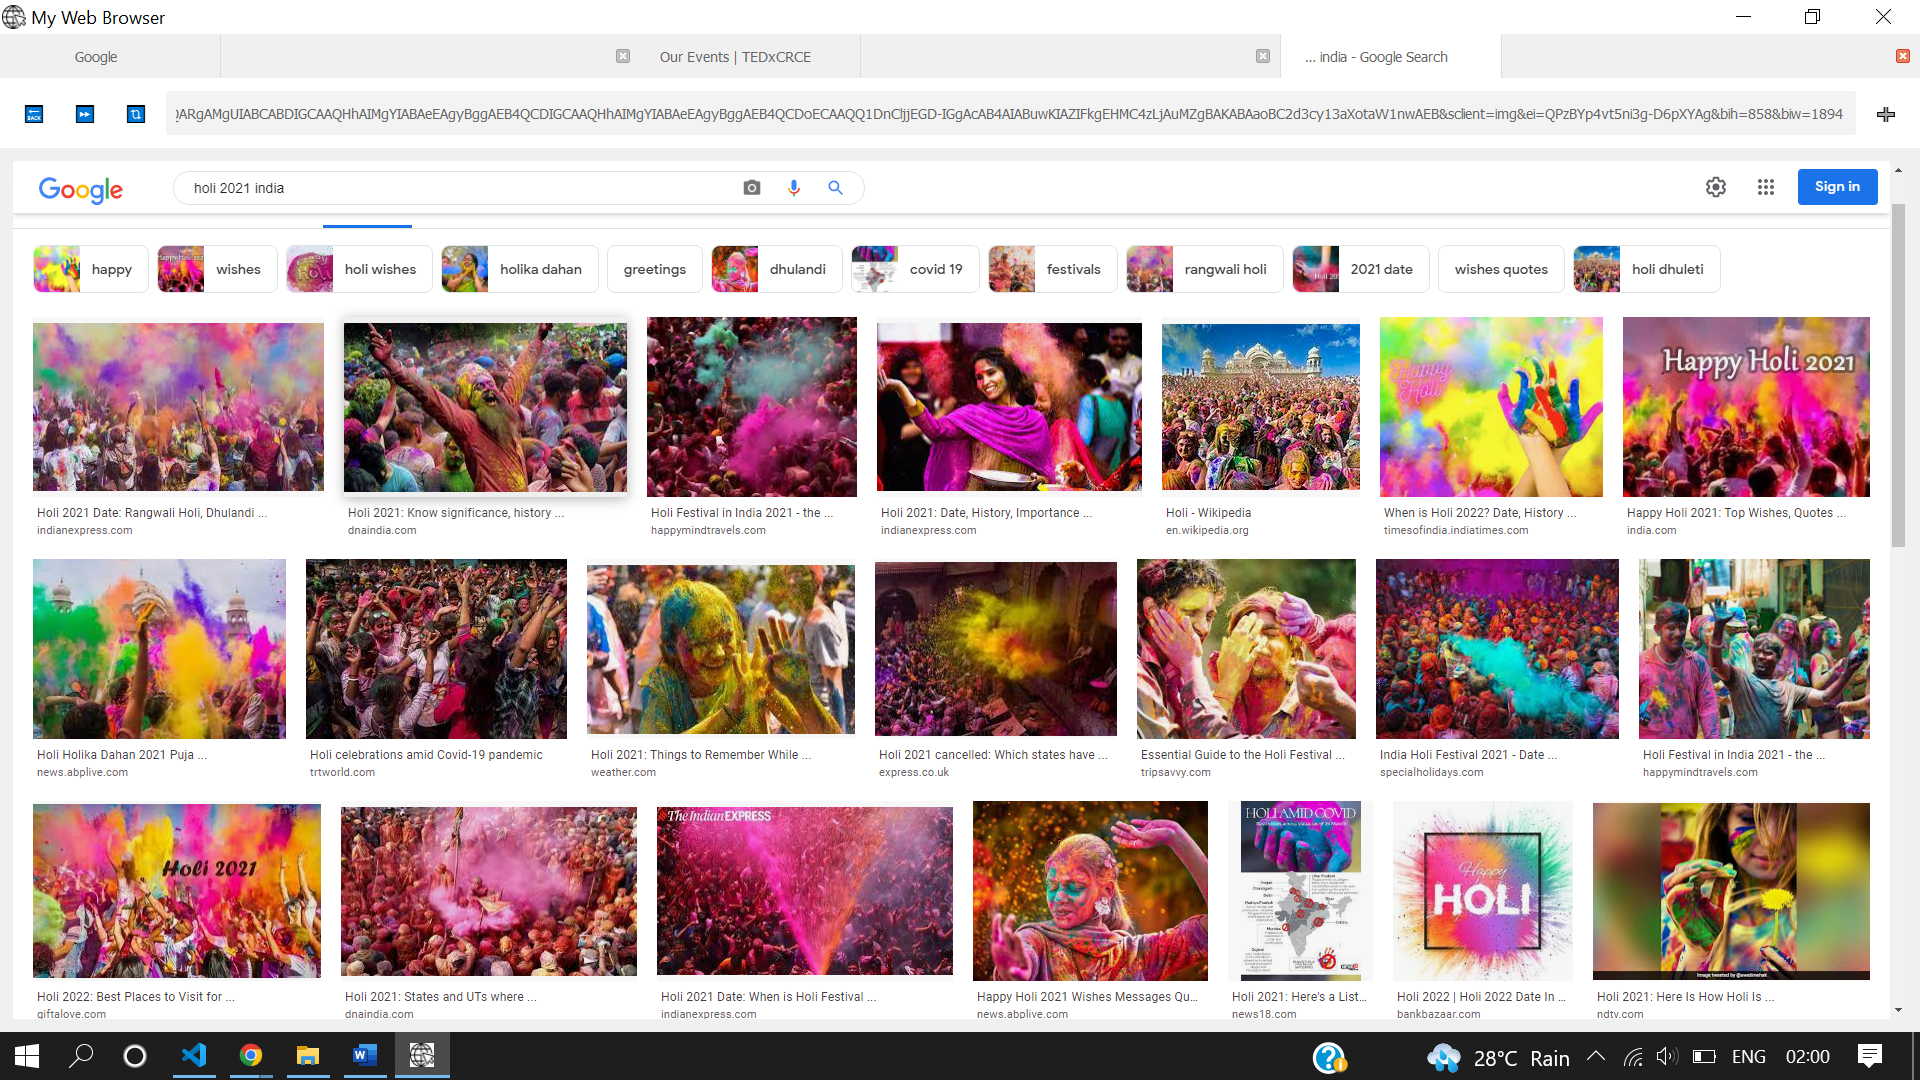 My Web Browser
Google
Our Events | TEDxCRCE
... india - Google Search
BACK
QARgAMgUIABCABDIGCAAQHhAIMgYIABAeEAgyBggAEB4QCDIGCAAQHhAIMgYIABAeEAgyBggAEB4QCDoECAAQQ1DnCljjEGD-IGgAcAB4AIABuwKIAZIFkgEHMC4zLjAuMZgBAKABAaoBC2d3cy13aXotaW1nwAEB&sclient=img&ei=QPzBYp4vt5ni3g-D6pXYAg&bih=858&biw=1894
Google
holi 2021 india
Sign in
happy
wishes
holi wishes
holika dahan
greetings
dhulandi
covid 19
festivals
rangwali holi
2021 date
wishes quotes
holi dhuleti
Happy Holi
Happy Holi 2021
Holi 2021 Date: Rangwali Holi, Dhulandi ...
indianexpress.com
Holi 2021: Know significance, history ...
dnaindia.com
Holi Festival in India 2021 - the ...
happymindtravels.com
Holi 2021: Date, History, Importance ...
indianexpress.com
Holi - Wikipedia
en.wikipedia.org
When is Holi 2022? Date, History ...
timesofindia.indiatimes.com
Happy Holi 2021: Top Wishes, Quotes ...
india.com
Holi Holika Dahan 2021 Puja ...
news.abplive.com
Holi celebrations amid Covid-19 pandemic
trtworld.com
Holi 2021: Things to Remember While ...
weather.com
Holi 2021 cancelled: Which states have ...
express.co.uk
Essential Guide to the Holi Festival ...
tripsavvy.com
India Holi Festival 2021 - Date ...
specialholidays.com
Holi Festival in India 2021 - the ...
happymindtravels.com
Holi 2021
The Indian EXPRESS
HOLI AMID COVID
Happy
HOLI
Image tweeted by @awatimehak
Holi 2022: Best Places to Visit for ...
giftalove.com
Holi 2021: States and UTs where ...
dnaindia.com
Holi 2021 Date: When is Holi Festival ...
indianexpress.com
Happy Holi 2021 Wishes Messages Qu...
news.abplive.com
Holi 2021: Here's a List...
news18.com
Holi 2022 | Holi 2022 Date In ...
bankbazaar.com
Holi 2021: Here Is How Holi Is ...
ndtv.com
28°C Rain
ENG
02:00